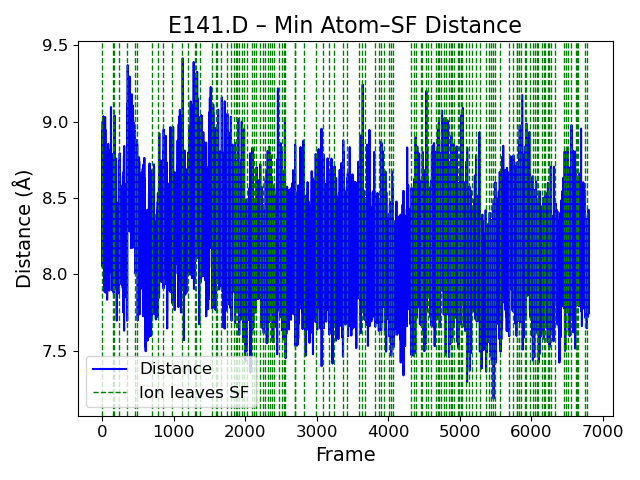 E141.D – Min Atom–SF Distance
Distance (Å)
9.5
9.0
8.5
8.0
7.5
Distance
Ion leaves SF
0 1000 2000 3000 4000 5000 6000 7000
Frame